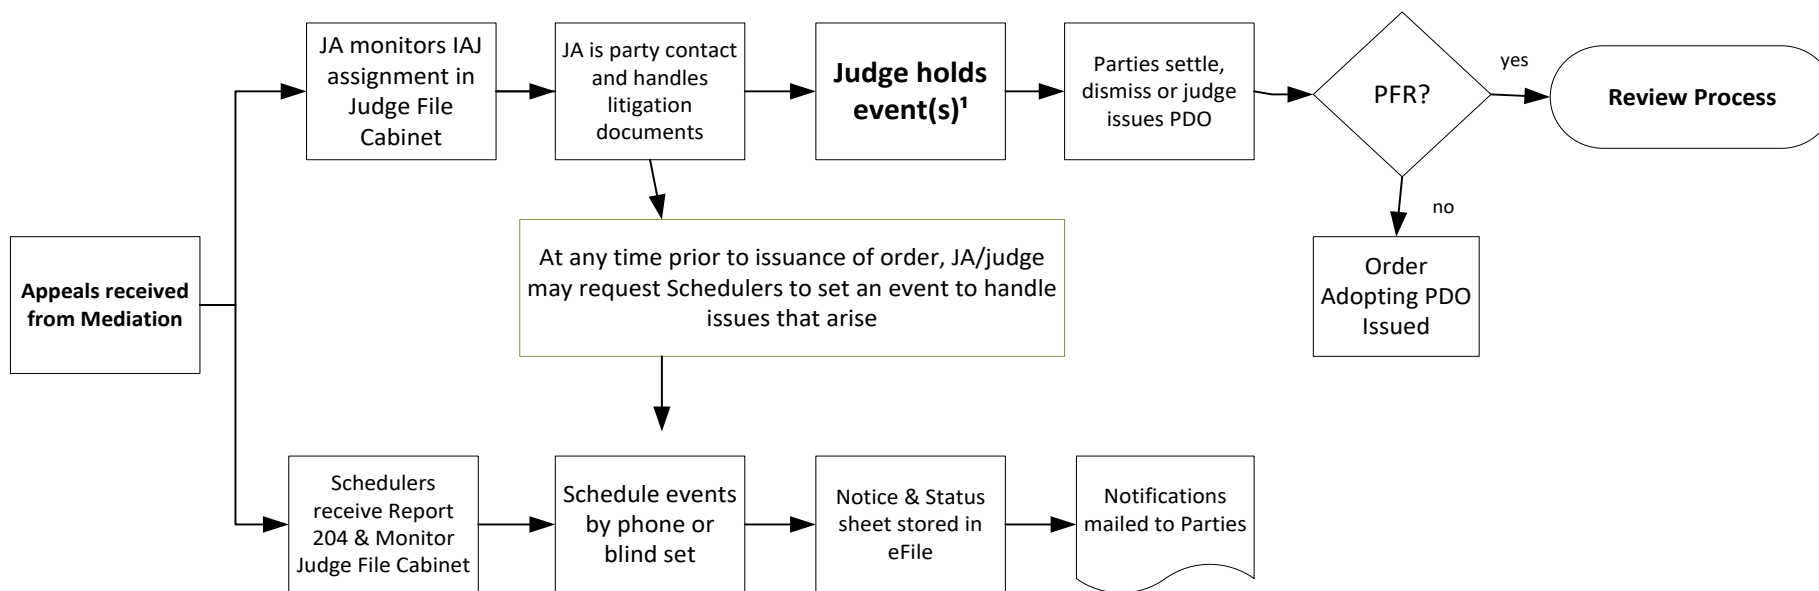 JA monitors IAJ
assignment in
Judge File
Cabinet
JA is party contact
and handles
litigation
documents
Judge holds
event(s)¹
Parties settle,
dismiss or judge
issues PDO
PFR?
yes
Review Process
no
Order
Adopting PDO
Issued
At any time prior to issuance of order, JA/judge
may request Schedulers to set an event to handle
issues that arise
Appeals received
from Mediation
Schedulers
receive Report
204 & Monitor
Judge File Cabinet
Schedule events
by phone or
blind set
Notice & Status
sheet stored in
eFile
Notifications
mailed to Parties